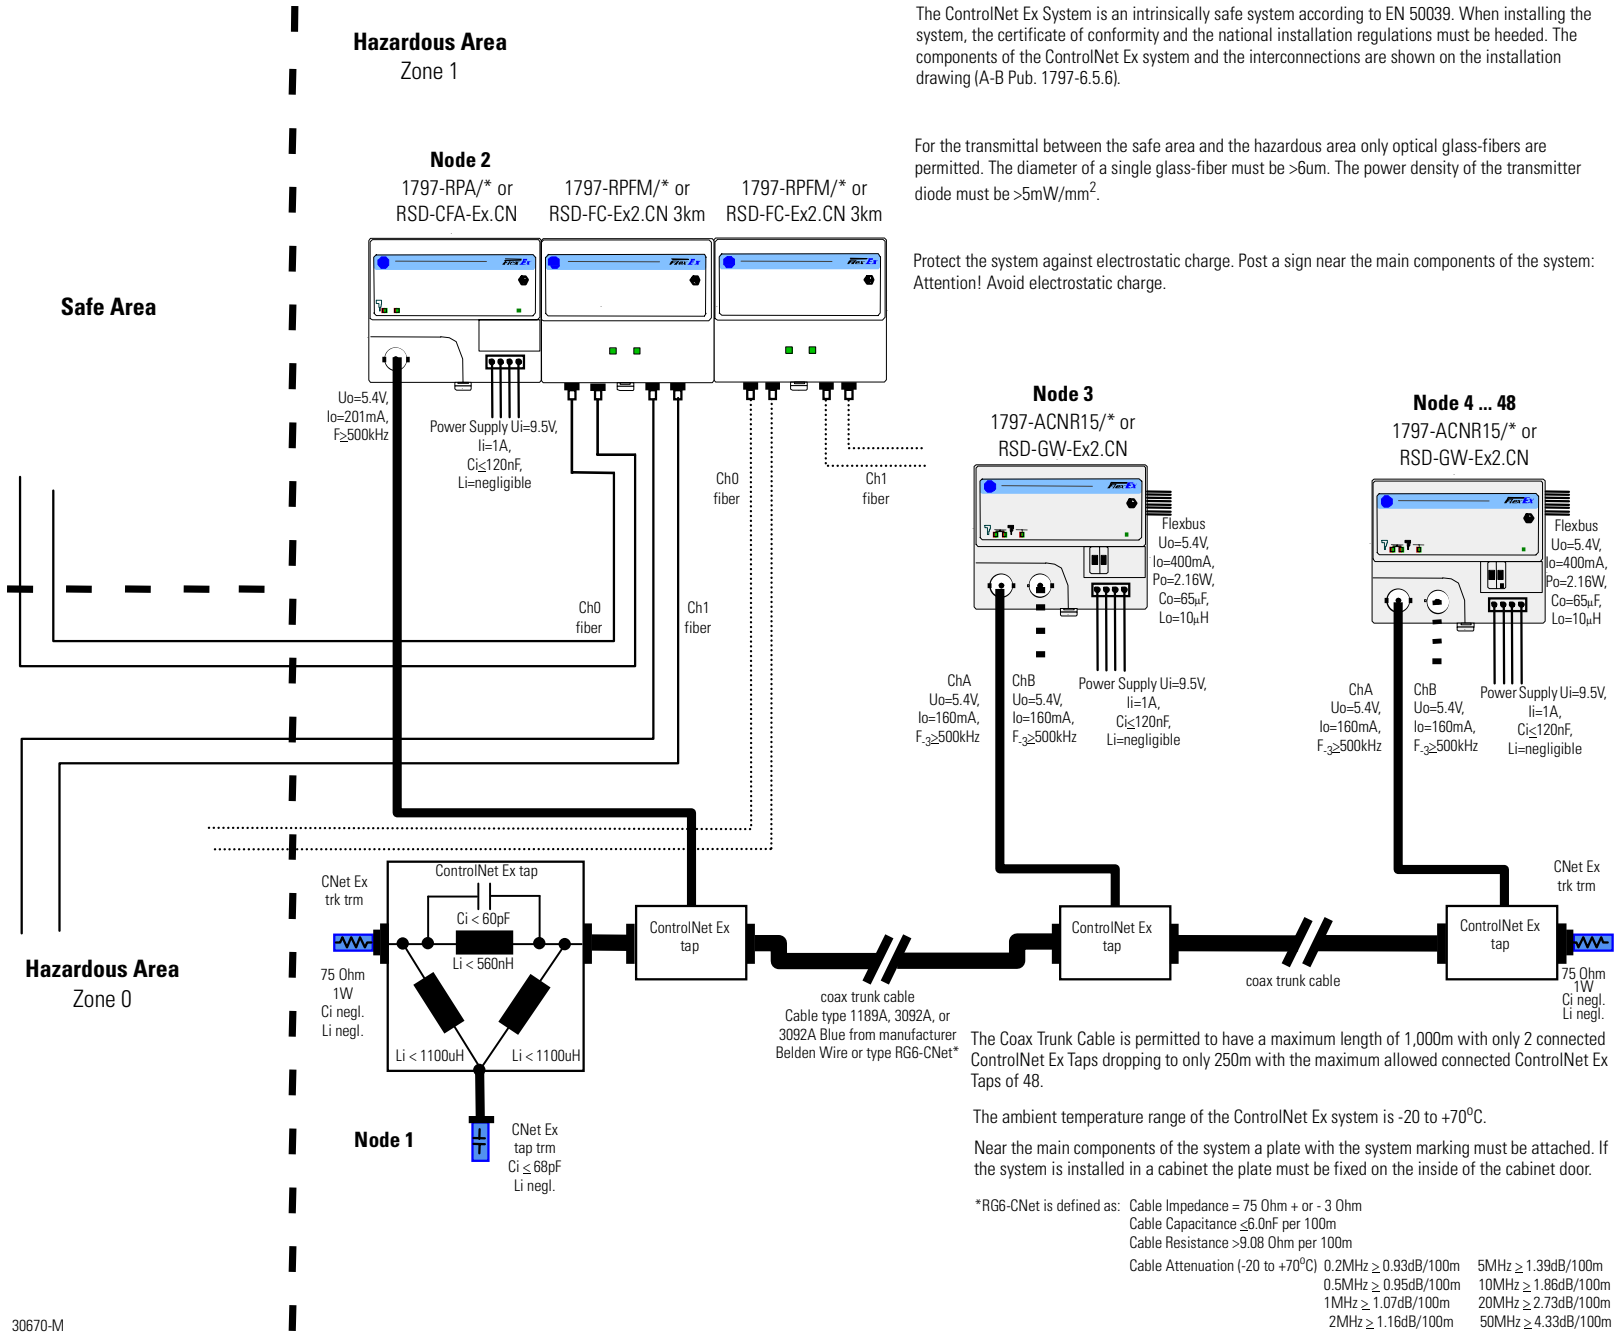 The ControlNet Ex System is an intrinsically safe system according to EN 50039. When installing the
system, the certificate of conformity and the national installation regulations must be heeded. The
components of the ControlNet Ex system and the interconnections are shown on the installation
drawing (A-B Pub. 1797-6.5.6).
For the transmittal between the safe area and the hazardous area only optical glass-fibers are
permitted. The diameter of a single glass-fiber must be >6um. The power density of the transmitter
diode must be >5mW/mm2.
Protect the system against electrostatic charge. Post a sign near the main components of the system:
Attention! Avoid electrostatic charge.
Hazardous Area
Zone 1
Safe Area
Node 2
1797-RPA/* or
RSD-CFA-Ex.CN
1797-RPFM/* or
RSD-FC-Ex2.CN 3km
1797-RPFM/* or
RSD-FC-Ex2.CN 3km
Flex Ex
Flex Ex
Flex Ex
Uo=5.4V,
Io=201mA,
F≥500kHz
Power Supply Ui=9.5V,
Ii=1A,
Ci≤120nF,
Li=negligible
Ch0
fiber
Ch1
fiber
Ch0
fiber
Ch1
fiber
Node 3
1797-ACNR15/* or
RSD-GW-Ex2.CN
Flex Ex
Flexbus
Uo=5.4V,
Io=400mA,
Po=2.16W,
Co=65µF,
Lo=10µH
ChA
Uo=5.4V,
Io=160mA,
F-3≥500kHz
ChB
Uo=5.4V,
Io=160mA,
F-3≥500kHz
Power Supply Ui=9.5V,
Ii=1A,
Ci≤120nF,
Li=negligible
Node 4 ... 48
1797-ACNR15/* or
RSD-GW-Ex2.CN
Flex Ex
Flexbus
Uo=5.4V,
Io=400mA,
Po=2.16W,
Co=65µF,
Lo=10µH
ChA
Uo=5.4V,
Io=160mA,
F-3≥500kHz
ChB
Uo=5.4V,
Io=160mA,
F-3≥500kHz
Power Supply Ui=9.5V,
Ii=1A,
Ci≤120nF,
Li=negligible
Hazardous Area
Zone 0
CNet Ex
trk trm
75 Ohm
1W
Ci negl.
Li negl.
ControlNet Ex tap
Ci < 60pF
Li < 560nH
Li < 1100uH
Li < 1100uH
Node 1
CNet Ex
tap trm
Ci ≤ 68pF
Li negl.
ControlNet Ex
tap
coax trunk cable
Cable type 1189A, 3092A, or
3092A Blue from manufacturer
Belden Wire or type RG6-CNet*
ControlNet Ex
tap
coax trunk cable
ControlNet Ex
tap
CNet Ex
trk trm
75 Ohm
1W
Ci negl.
Li negl.
The Coax Trunk Cable is permitted to have a maximum length of 1,000m with only 2 connected
ControlNet Ex Taps dropping to only 250m with the maximum allowed connected ControlNet Ex
Taps of 48.
The ambient temperature range of the ControlNet Ex system is -20 to +70oC.
Near the main components of the system a plate with the system marking must be attached. If
the system is installed in a cabinet the plate must be fixed on the inside of the cabinet door.
*RG6-CNet is defined as: Cable Impedance = 75 Ohm + or - 3 Ohm
Cable Capacitance ≤6.0nF per 100m
Cable Resistance >9.08 Ohm per 100m
Cable Attenuation (-20 to +70oC) 0.2MHz ≥ 0.93dB/100m 5MHz ≥ 1.39dB/100m
0.5MHz ≥ 0.95dB/100m 10MHz ≥ 1.86dB/100m
1MHz ≥ 1.07dB/100m 20MHz ≥ 2.73dB/100m
2MHz ≥ 1.16dB/100m 50MHz ≥ 4.33dB/100m
30670-M